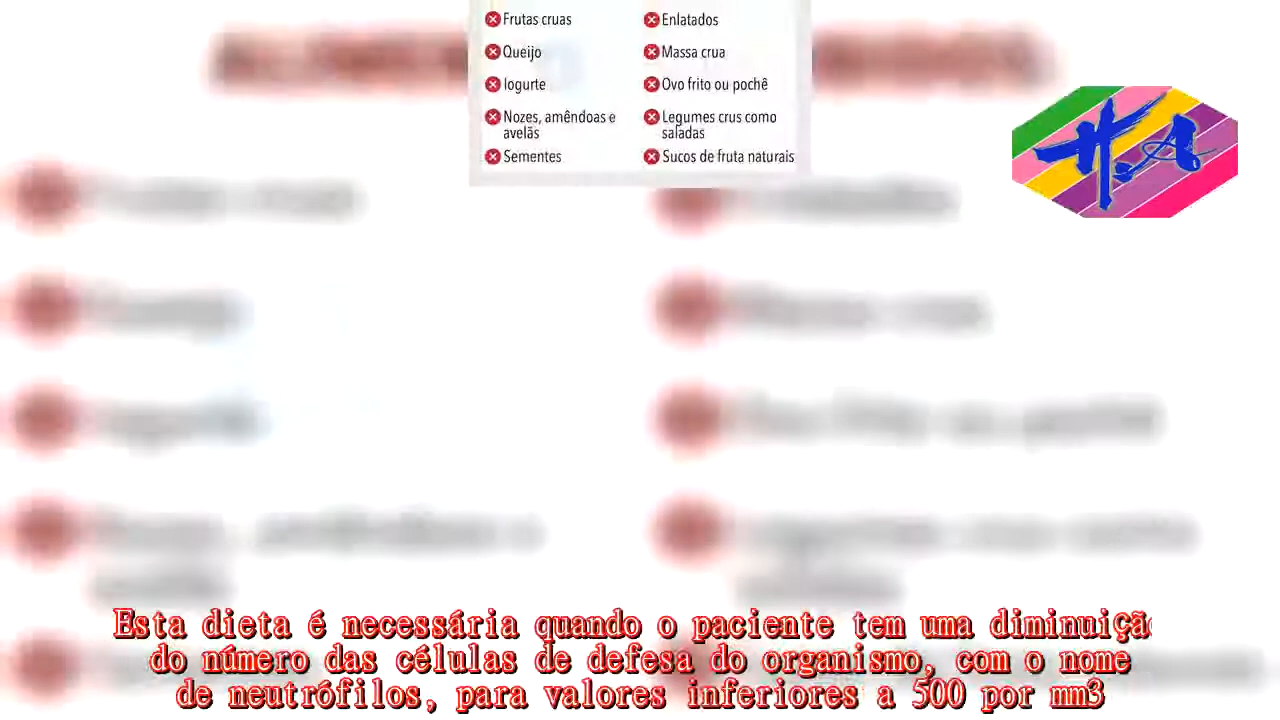 Frutas cruas
Queijo
Iogurte
Nozes, amêndoas e
avelãs
Sementes
Enlatados
Massa crua
Ovo frito ou pochê
Legumes crus como
saladas
Sucos de fruta naturais
H.A
Esta dieta é necessária quando o paciente tem uma diminuição
do número das células de defesa do organismo, com o nome
de neutrófilos, para valores inferiores a 500 por mm3